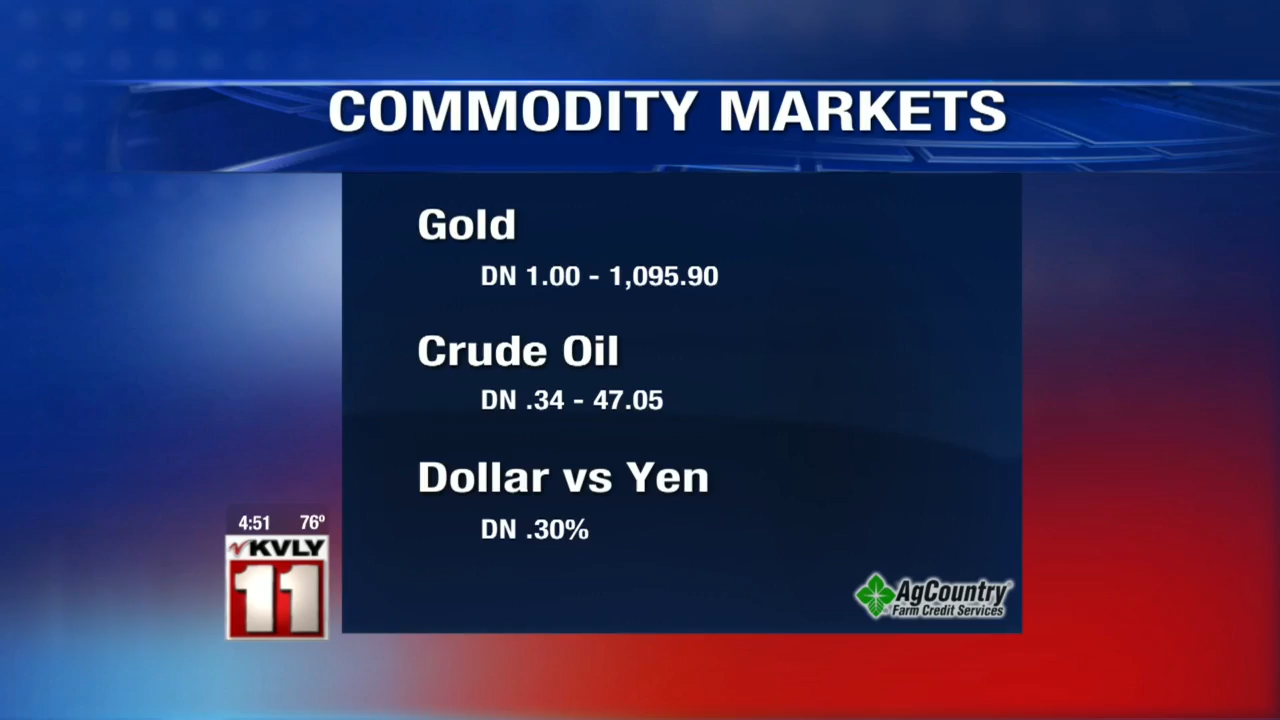 COMMODITY MARKETS
Gold
DN 1.00 - 1,095.90
Crude Oil
DN .34 - 47.05
Dollar vs Yen
DN .30%
4:51 76º
KVLY
11
AgCountry
Farm Credit Services